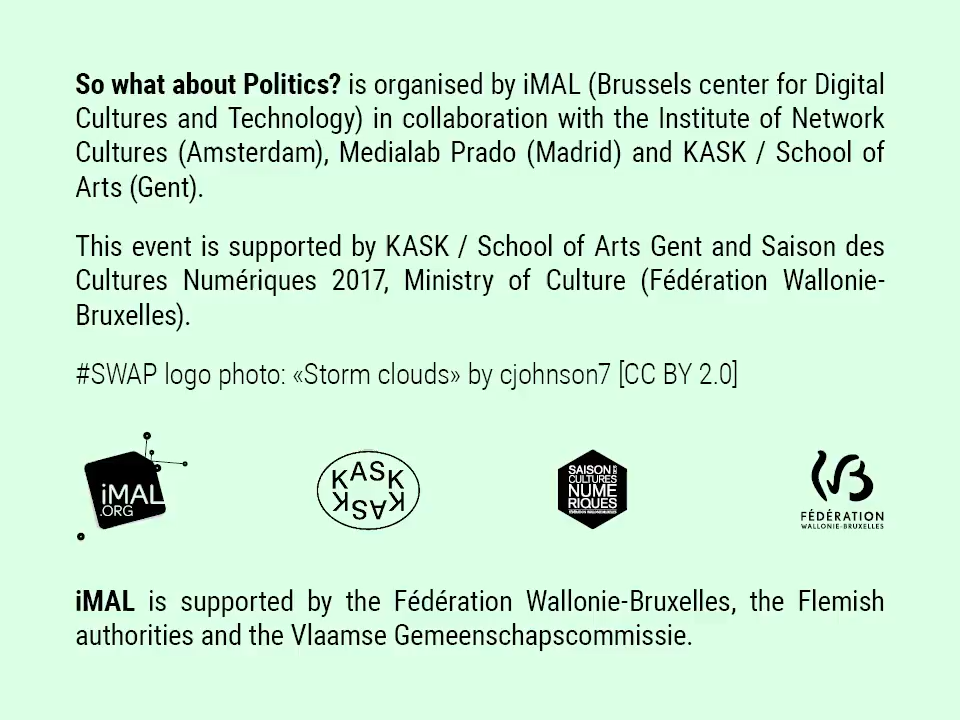 So what about Politics? is organised by iMAL (Brussels center for Digital
Cultures and Technology) in collaboration with the Institute of Network
Cultures (Amsterdam), Medialab Prado (Madrid) and KASK / School of
Arts (Gent).
This event is supported by KASK / School of Arts Gent and Saison des
Cultures Numériques 2017, Ministry of Culture (Fédération Wallonie-
Bruxelles).
#SWAP logo photo: «Storm clouds» by cjohnson7 [CC BY 2.0]
iMAL
.ORG
KASK
KASK
SAISON DES
CULTURES
NUME
RIQUES
FÉDÉRATION
WALLONIE-BRUXELLES
iMAL is supported by the Fédération Wallonie-Bruxelles, the Flemish
authorities and the Vlaamse Gemeenschapscommissie.